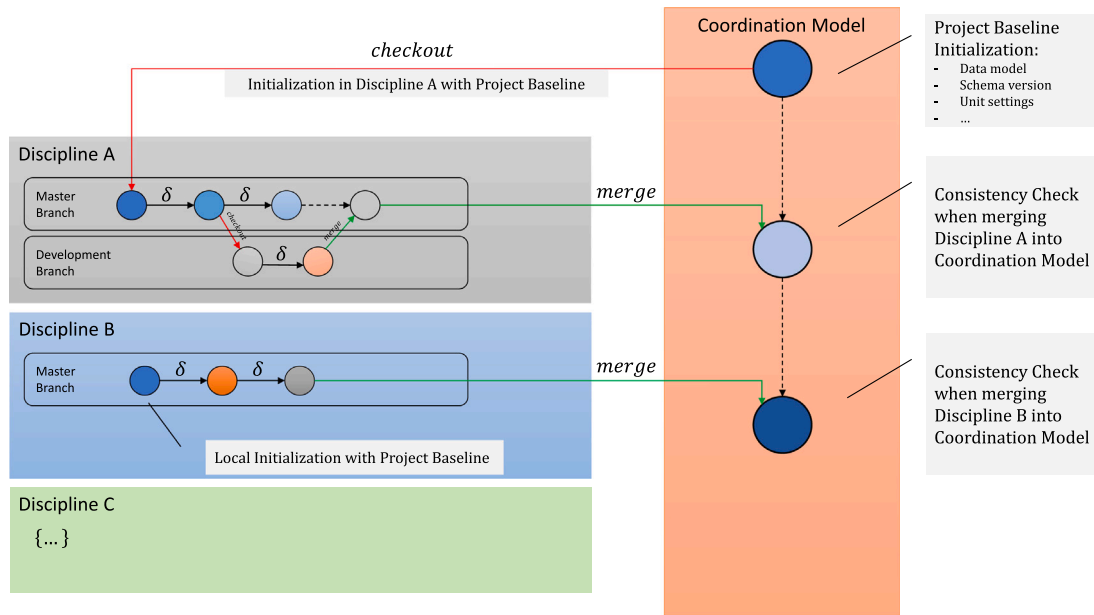 Coordination Model
checkout
Initialization in Discipline A with Project Baseline
Project Baseline
Initialization:
- Data model
- Schema version
- Unit settings
- ...
Discipline A
Master
Branch
δ
δ
checkout
merge
Development
Branch
δ
merge
Consistency Check
when merging
Discipline A into
Coordination Model
Discipline B
Master
Branch
δ
δ
Local Initialization with Project Baseline
merge
Consistency Check
when merging
Discipline B into
Coordination Model
Discipline C
{...}